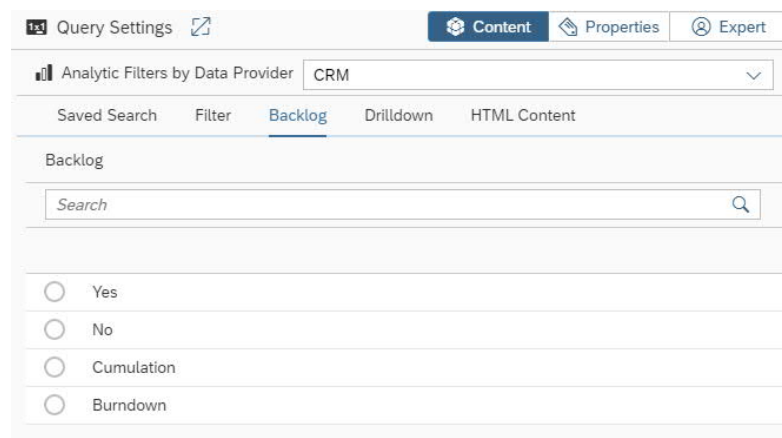 1x1 Query Settings Content Properties Expert
Analytic Filters by Data Provider CRM
Saved Search Filter Backlog Drilldown HTML Content
Backlog
Search
Yes
No
Cumulation
Burndown